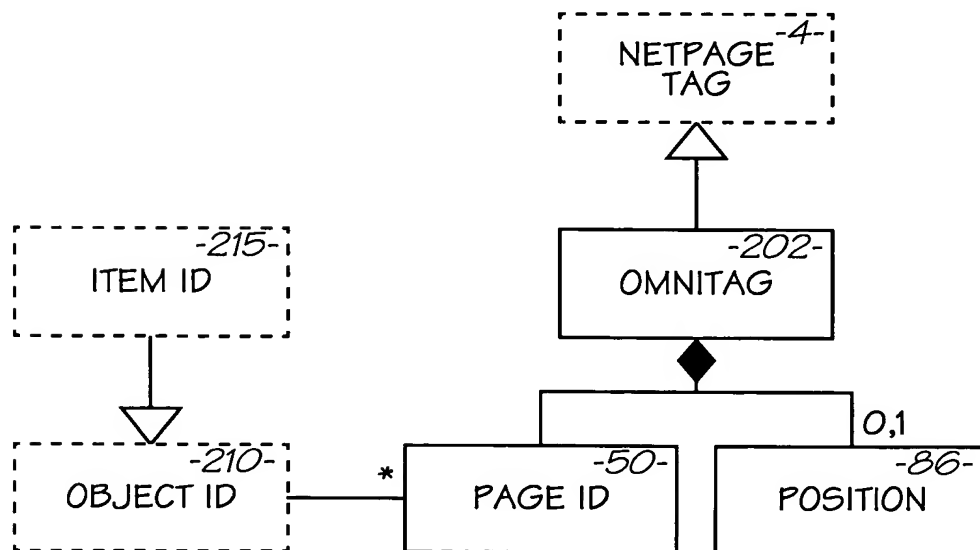 -4-
NETPAGE
TAG
-215-
ITEM ID
-202-
OMNITAG
-210-
OBJECT ID
*
-50-
PAGE ID
0,1
-86-
POSITION